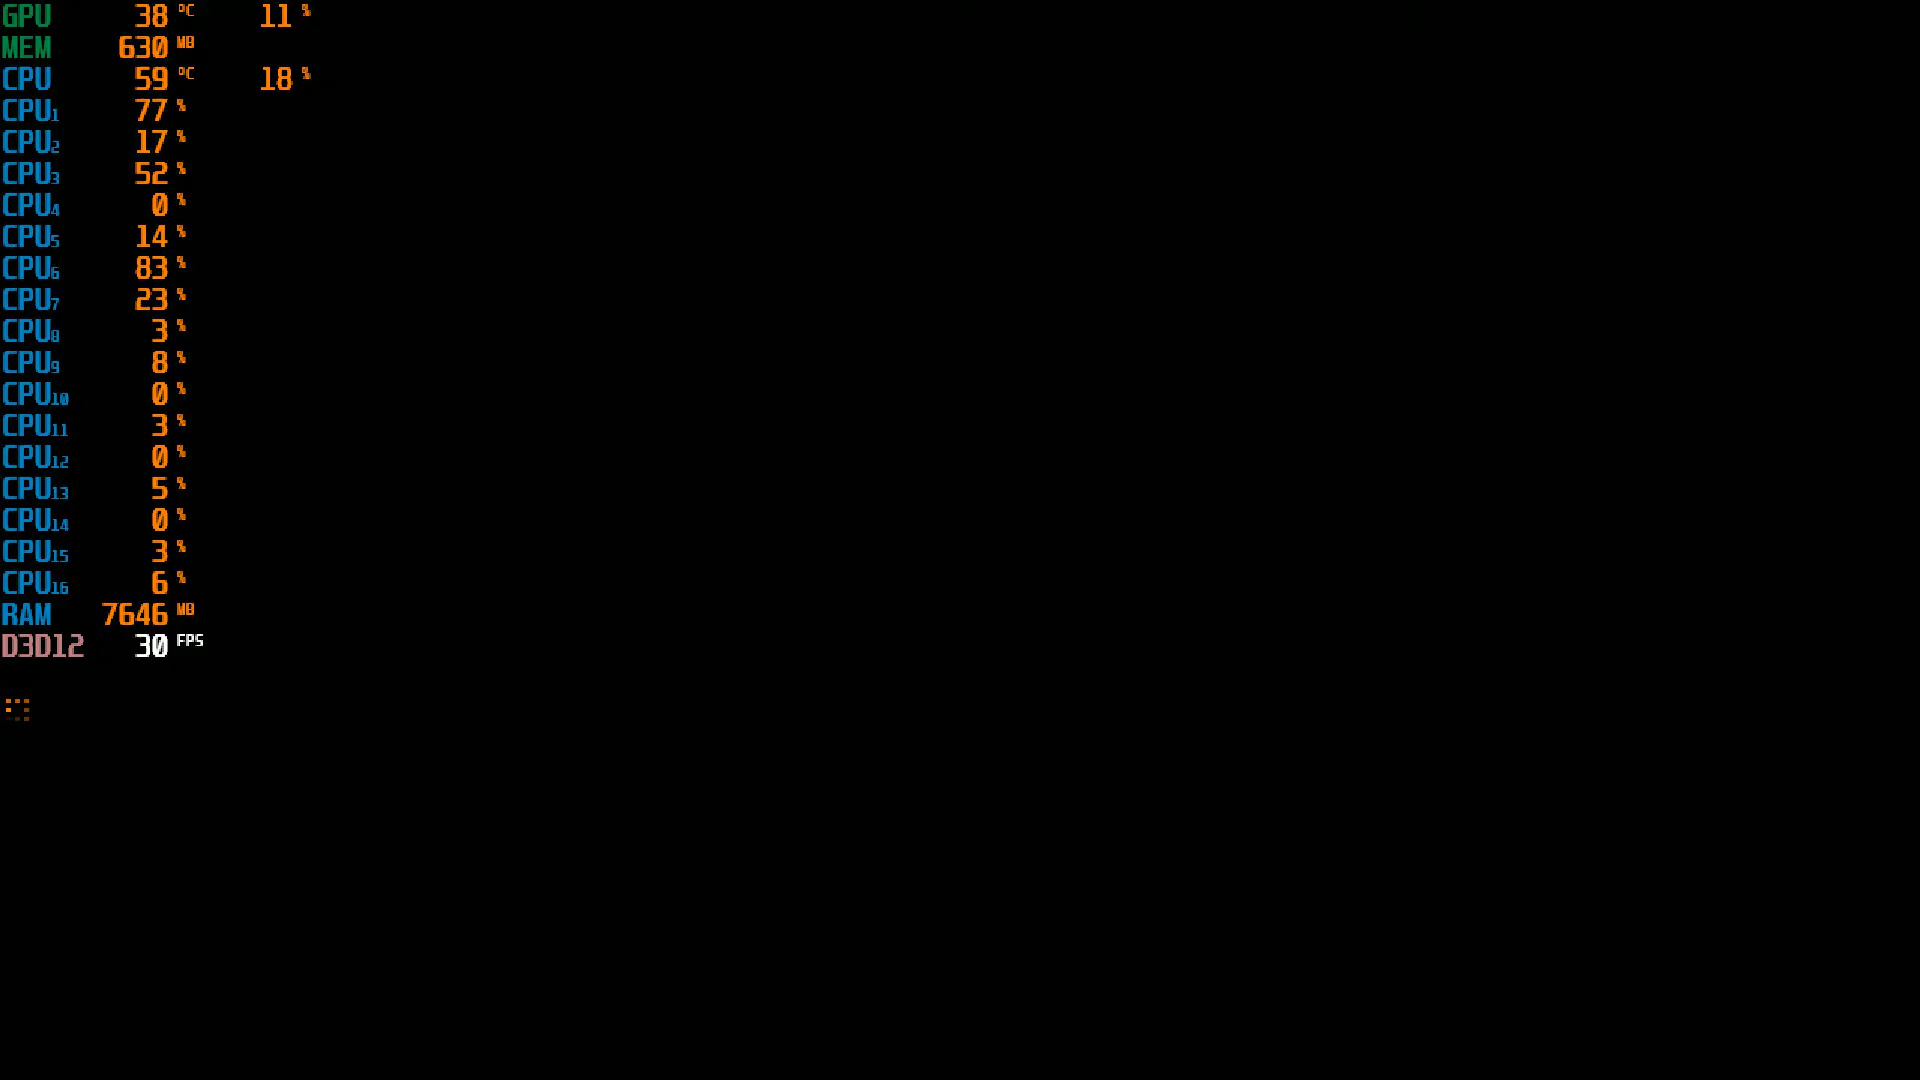 GPU 38 °C 11 %
MEM 630 MB
CPU 59 °C 18 %
CPU1 77 %
CPU2 17 %
CPU3 52 %
CPU4 0 %
CPU5 14 %
CPU6 83 %
CPU7 23 %
CPU8 3 %
CPU9 8 %
CPU10 0 %
CPU11 3 %
CPU12 0 %
CPU13 5 %
CPU14 0 %
CPU15 3 %
CPU16 6 %
RAM 7646 MB
D3D12 30 FPS